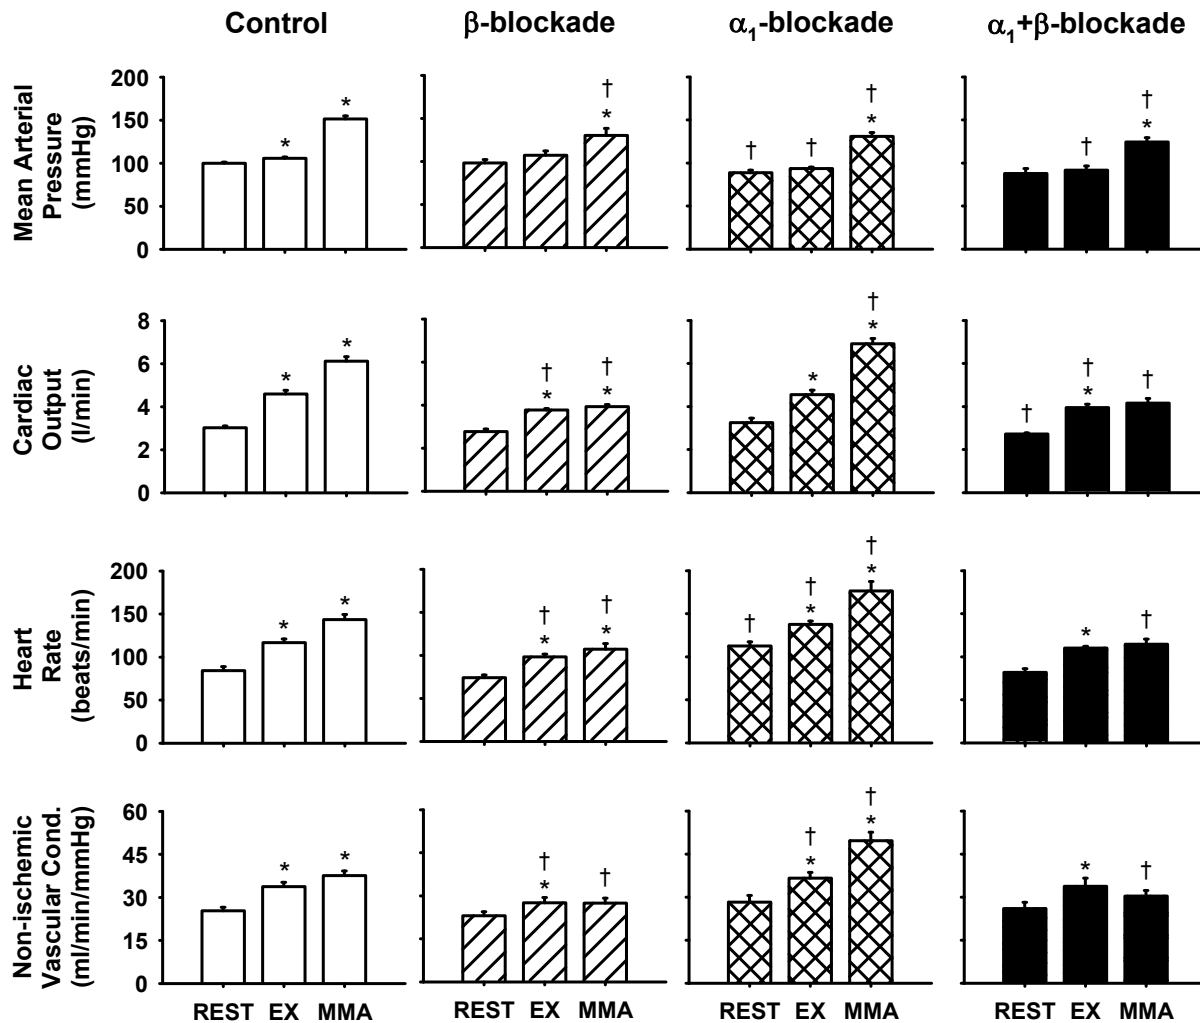 Control β-blockade α₁-blockade α₁+β-blockade
Mean Arterial
Pressure
(mmHg)
200
150
100
50
0
* *
† *
† † † *
† † *
Cardiac
Output
(l/min)
8
6
4
2
0
* *
† * † *
* † *
† † * †
Heart
Rate
(beats/min)
200
150
100
50
0
* *
† * † *
† † * † *
* †
Non-ischemic
Vascular Cond.
(ml/min/mmHg)
60
45
30
15
0
* *
† * †
† * † *
* †
REST EX MMA REST EX MMA REST EX MMA REST EX MMA